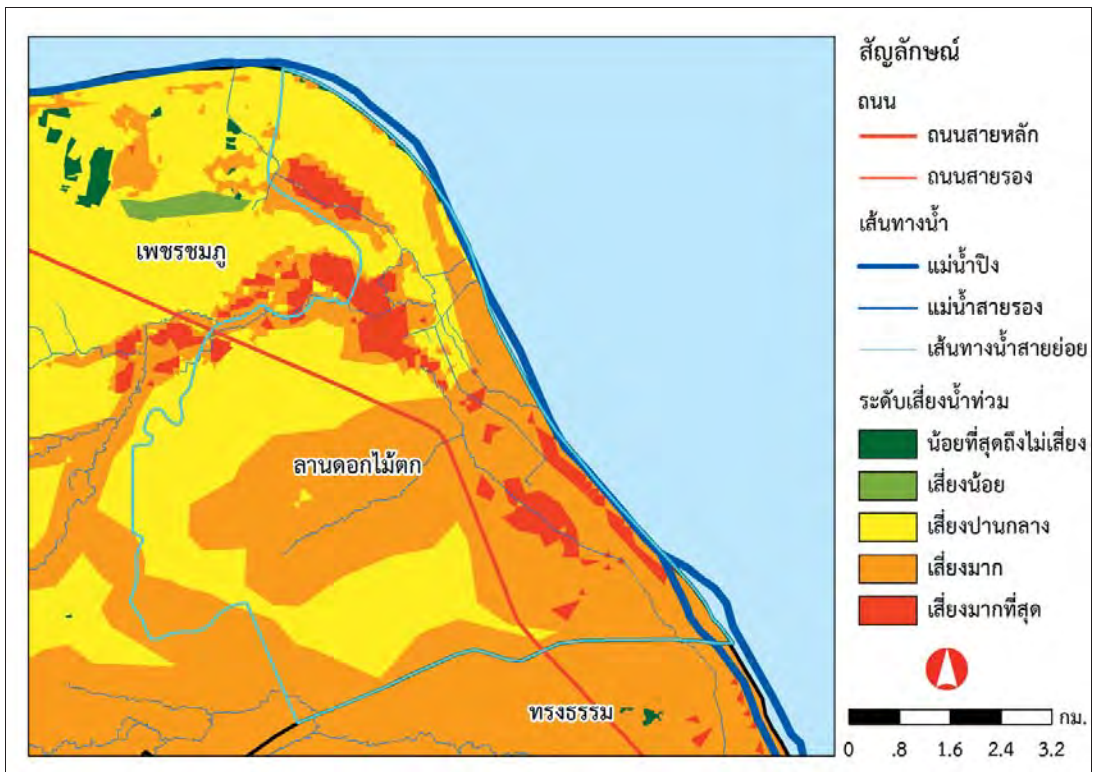 เพชรชมภู
ลานดอกไม้ตก
ทรงธรรม
สัญลักษณ์
ถนน
ถนนสายหลัก
ถนนสายรอง
เส้นทางน้ำ
แม่น้ำปิง
แม่น้ำสายรอง
เส้นทางน้ำสายย่อย
ระดับเสี่ยงน้ำท่วม
น้อยที่สุดถึงไม่เสี่ยง
เสี่ยงน้อย
เสี่ยงปานกลาง
เสี่ยงมาก
เสี่ยงมากที่สุด
กม.
0 .8 1.6 2.4 3.2